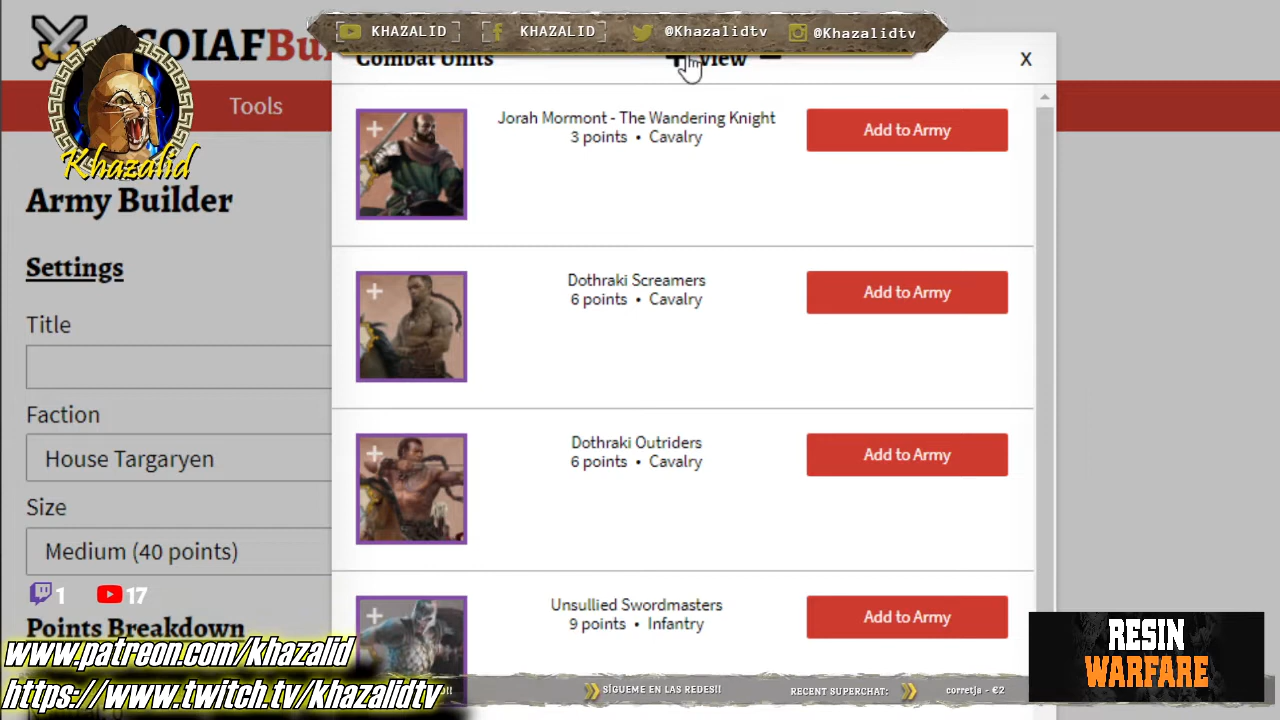 KHAZALID
KHAZALID
@Khazalidtv
@Khazalidtv
Combat Units
View
X
Tools
Khazalid
Army Builder
Settings
Title
Faction
House Targaryen
Size
Medium (40 points)
1
17
Points Breakdown
Jorah Mormont - The Wandering Knight
3 points • Cavalry
Add to Army
Dothraki Screamers
6 points • Cavalry
Add to Army
Dothraki Outriders
6 points • Cavalry
Add to Army
Unsullied Swordmasters
9 points • Infantry
Add to Army
www.patreon.com/khazalid
https://www.twitch.tv/khazalidtv
SÍGUEME EN LAS REDES!!
RECENT SUPERCHAT:
corretja - €2
RESIN
WARFARE